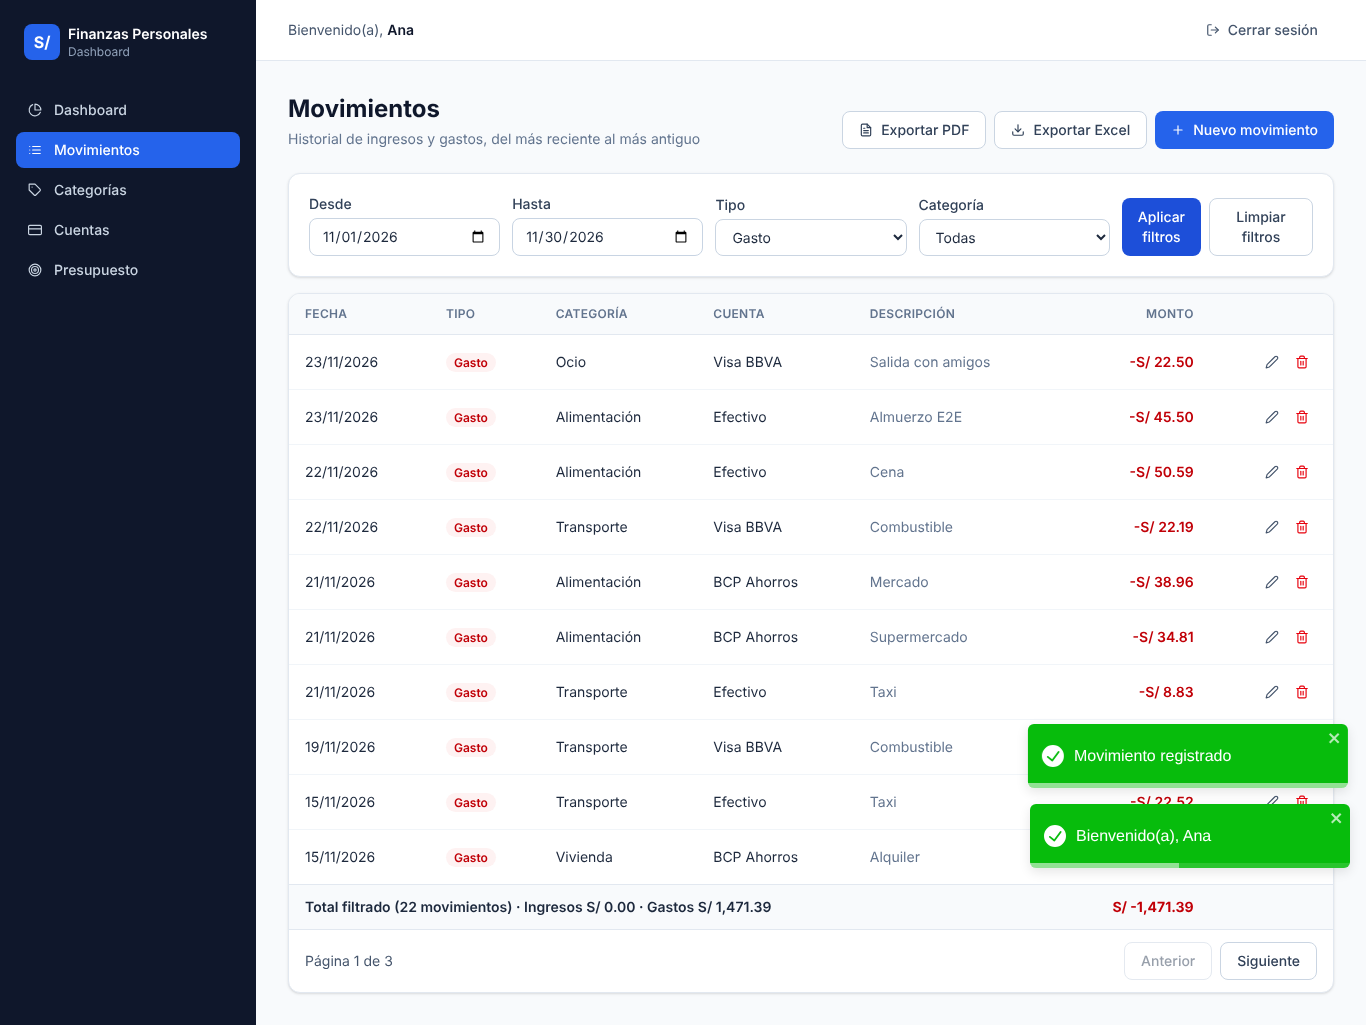 S/
Finanzas Personales
Dashboard
Dashboard
Movimientos
Categorías
Cuentas
Presupuesto
Bienvenido(a), Ana
Cerrar sesión
Movimientos
Historial de ingresos y gastos, del más reciente al más antiguo
Exportar PDF
Exportar Excel
Nuevo movimiento
Desde
11/01/2026
Hasta
11/30/2026
Tipo
Gasto
Categoría
Todas
Aplicar
filtros
Limpiar
filtros
FECHA TIPO CATEGORÍA CUENTA DESCRIPCIÓN MONTO
23/11/2026 Gasto Ocio Visa BBVA Salida con amigos -S/ 22.50
23/11/2026 Gasto Alimentación Efectivo Almuerzo E2E -S/ 45.50
22/11/2026 Gasto Alimentación Efectivo Cena -S/ 50.59
22/11/2026 Gasto Transporte Visa BBVA Combustible -S/ 22.19
21/11/2026 Gasto Alimentación BCP Ahorros Mercado -S/ 38.96
21/11/2026 Gasto Alimentación BCP Ahorros Supermercado -S/ 34.81
21/11/2026 Gasto Transporte Efectivo Taxi -S/ 8.83
19/11/2026 Gasto Transporte Visa BBVA Combustible
Movimiento registrado
15/11/2026 Gasto Transporte Efectivo Taxi -S/ 22.52
Bienvenido(a), Ana
15/11/2026 Gasto Vivienda BCP Ahorros Alquiler
Total filtrado (22 movimientos) · Ingresos S/ 0.00 · Gastos S/ 1,471.39 S/ -1,471.39
Página 1 de 3
Anterior
Siguiente